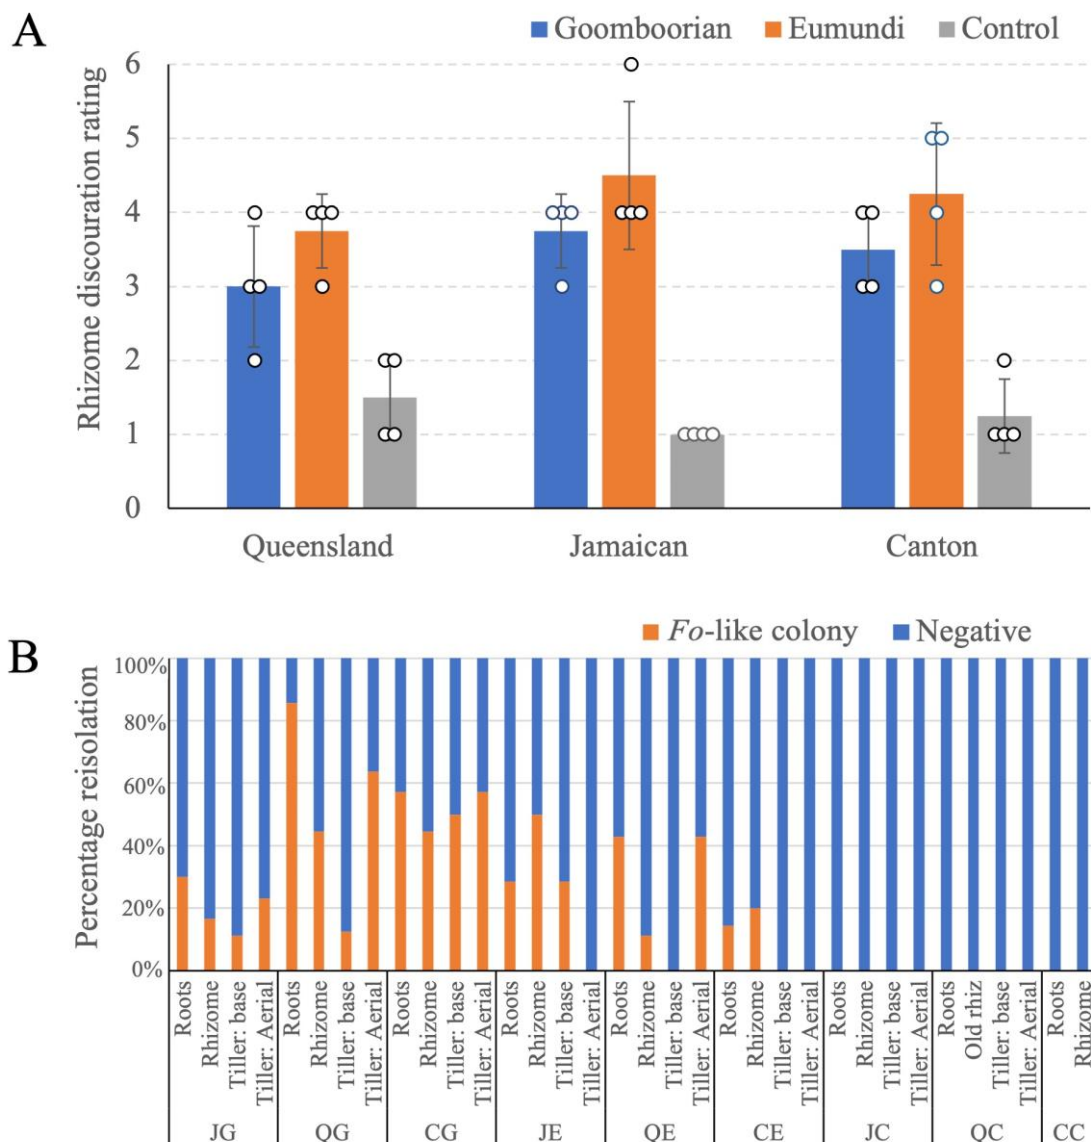 A
Goomboorian Eumundi Control
Rhizome discouration rating
6
5
4
3
2
1
0
Queensland Jamaican Canton
B
Fo-like colony Negative
Percentage reisolation
100%
80%
60%
40%
20%
0%
Roots
Rhizome
Tiller: base
Tiller: Aerial
Roots
Rhizome
Tiller: base
Tiller: Aerial
Roots
Rhizome
Tiller: base
Tiller: Aerial
Roots
Rhizome
Tiller: base
Tiller: Aerial
Roots
Rhizome
Tiller: base
Tiller: Aerial
Roots
Rhizome
Tiller: base
Tiller: Aerial
Roots
Rhizome
Tiller: base
Tiller: Aerial
Roots
Old rhiz
Tiller: base
Tiller: Aerial
Roots
Rhizome
JG QG CG JE QE CE JC QC CC